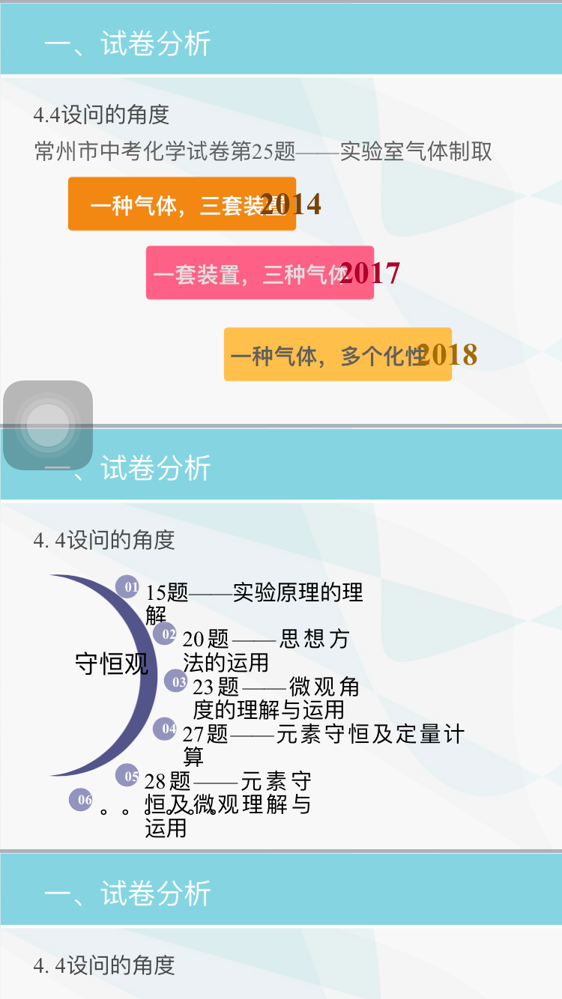 一、试卷分析
4.4设问的角度
常州市中考化学试卷第25题——实验室气体制取
一种气体，三套装置 2014
一套装置，三种气体 2017
一种气体，多个化性 2018
一、试卷分析
4. 4设问的角度
守恒观
01 15题——实验原理的理
解
02 20题——思想方
法的运用
03 23题——微观角
度的理解与运用
04 27题——元素守恒及定量计
算
05 28题——元素守
恒及微观理解与
运用
06 。。。。。。
一、试卷分析
4. 4设问的角度